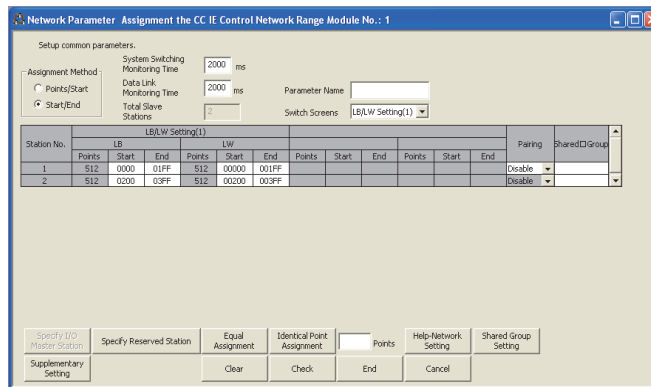 Network Parameter Assignment the CC IE Control Network Range Module No.: 1
Setup common parameters.
Assignment Method
Points/Start
Start/End
System Switching Monitoring Time 2000 ms
Data Link Monitoring Time 2000 ms
Total Slave Stations 2
Parameter Name
Switch Screens LB/LW Setting(1)
Station No. LB/LW Setting(1) Pairing Shared□Group
LB LW
Points Start End Points Start End Points Start End Points Start End
1 512 0000 01FF 512 00000 001FF Disable
2 512 0200 03FF 512 00200 003FF Disable
Specify I/O Master Station
Specify Reserved Station
Equal Assignment
Identical Point Assignment
Points
Help-Network Setting
Shared Group Setting
Supplementary Setting
Clear
Check
End
Cancel